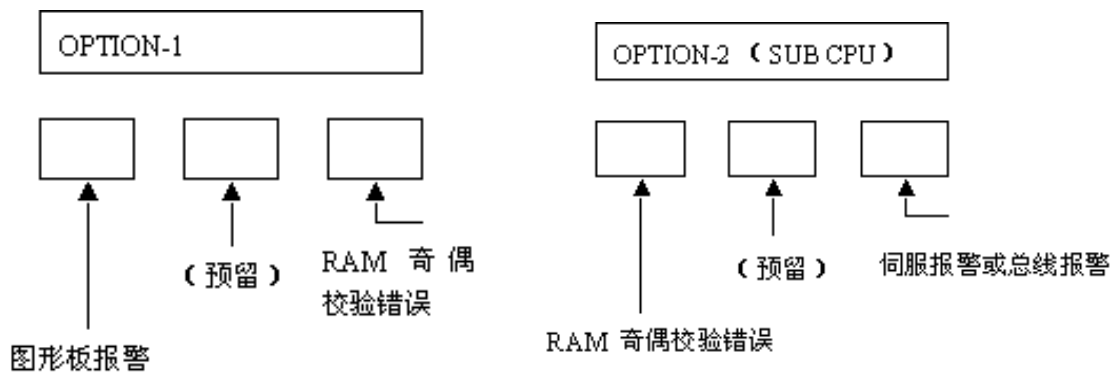 OPTION-1
OPTION-2 （SUB CPU）
（预留）
RAM 奇偶
校验错误
图形板报警
（预留）
伺服报警或总线报警
RAM 奇偶校验错误